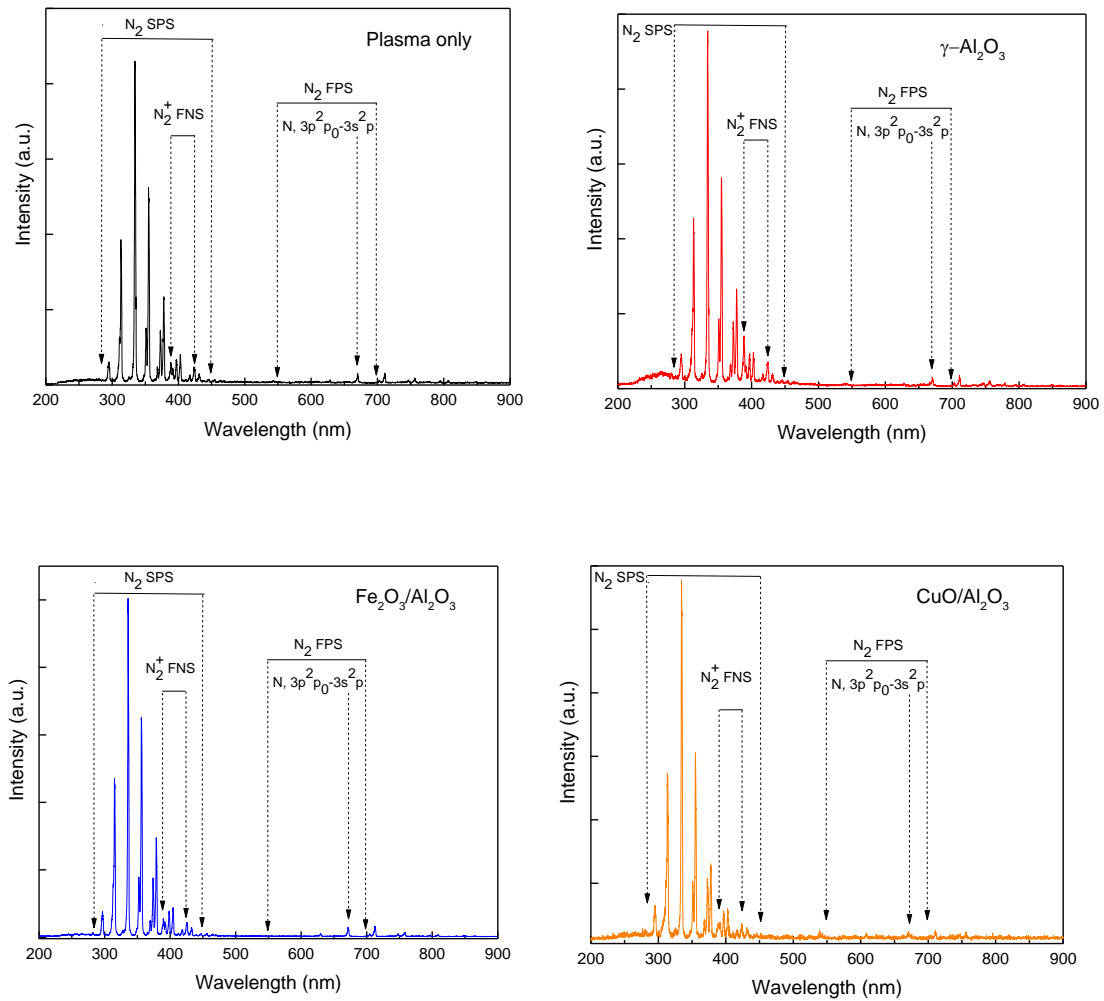 N₂ SPS
Plasma only
N₂ FPS
N₂⁺ FNS
N, 3p²p₀-3s²p
Intensity (a.u.)
200 300 400 500 600 700 800 900
Wavelength (nm)
N₂ SPS
γ−Al₂O₃
N₂ FPS
N₂⁺ FNS
N, 3p²p₀-3s²p
Intensity (a.u.)
200 300 400 500 600 700 800 900
Wavelength (nm)
N₂ SPS
Fe₂O₃/Al₂O₃
N₂ FPS
N₂⁺ FNS
N, 3p²p₀-3s²p
Intensity (a.u.)
200 300 400 500 600 700 800 900
Wavelength (nm)
N₂ SPS
CuO/Al₂O₃
N₂ FPS
N₂⁺ FNS
N, 3p²p₀-3s²p
Intensity (a.u.)
200 300 400 500 600 700 800 900
Wavelength (nm)